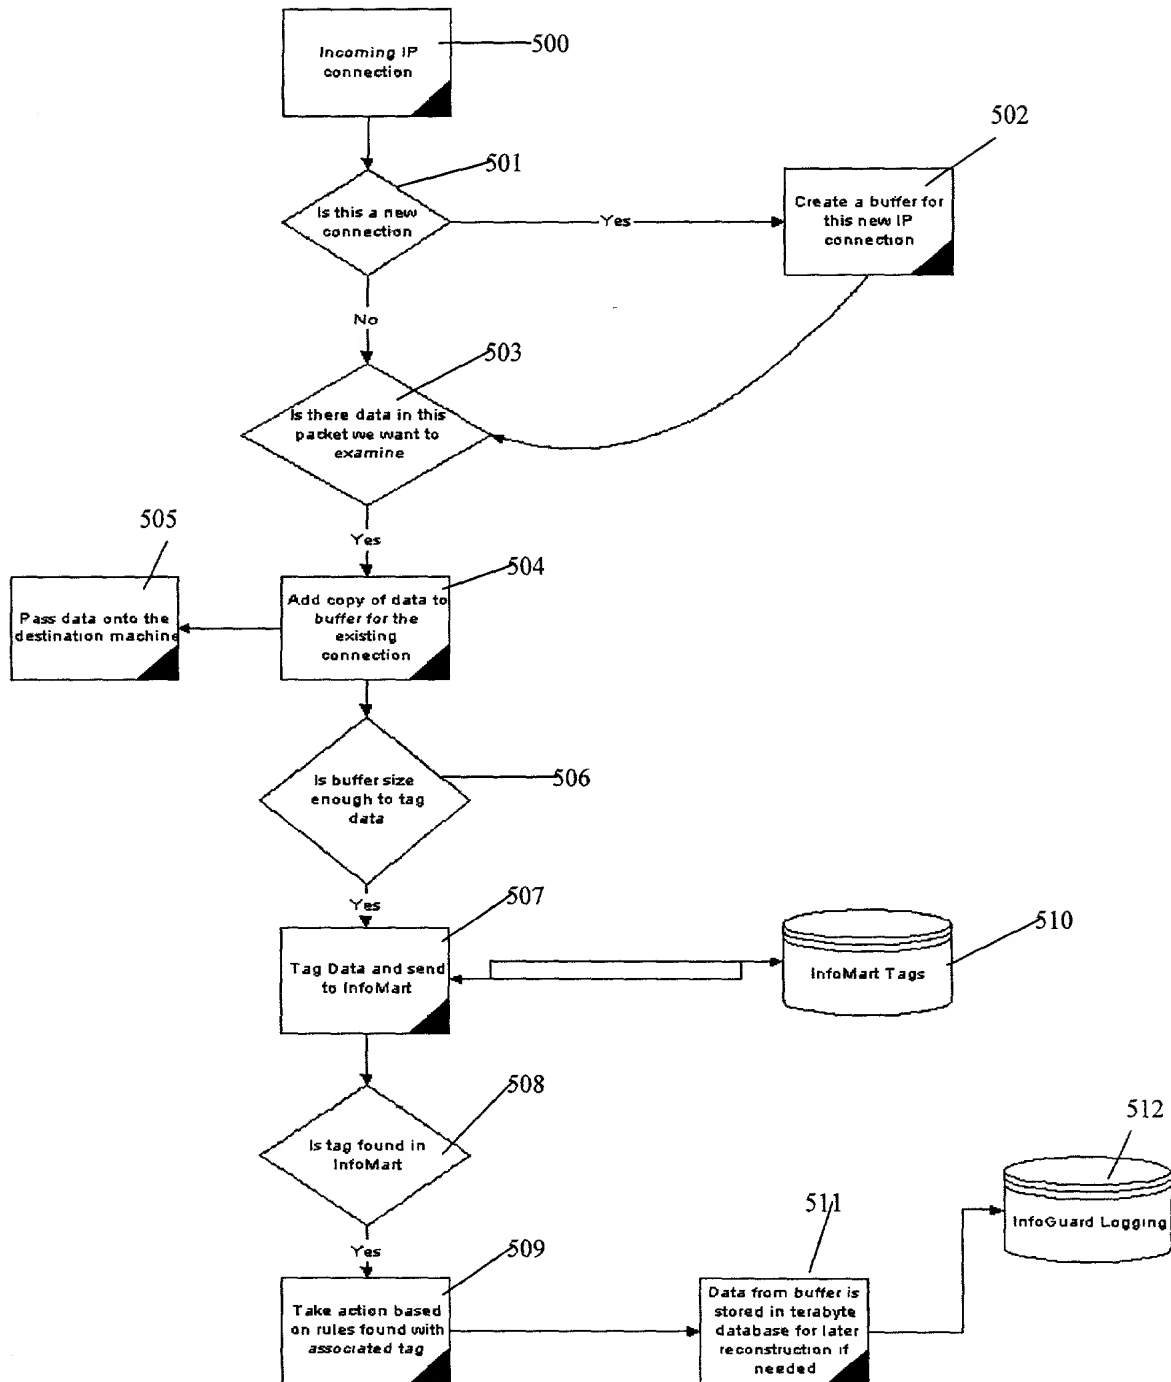 Incoming IP
connection
500
501
502
Is this a new
connection
Yes
Create a buffer for
this new IP
connection
No
503
Is there data in this
packet we want to
examine
505
Yes
504
Pass data onto the
destination machine
Add copy of data to
buffer for the
existing
connection
Is buffer size
enough to tag
data
506
Yes
507
510
Tag Data and send
to InfoMart
InfoMart Tags
508
Is tag found in
InfoMart
512
511
InfoGuard Logging
Yes
509
Take action based
on rules found with
associated tag
Data from buffer is
stored in terabyte
database for later
reconstruction if
needed